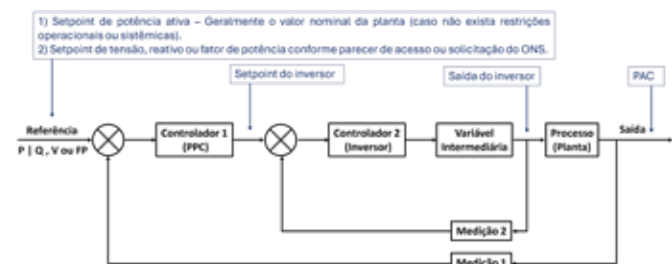 1) Setpoint de potência ativa – Geralmente o valor nominal da planta (caso não exista restrições
operacionais ou sistêmicas).
2) Setpoint de tensão, reativo ou fator de potência conforme parecer de acesso ou solicitação do ONS.
Setpoint do inversor
Saída do inversor
PAC
Referência
P | Q , V ou FP
Controlador 1
(PPC)
Controlador 2
(Inversor)
Variável
Intermediária
Processo
(Planta)
Saída
Medição 2
Medição 1